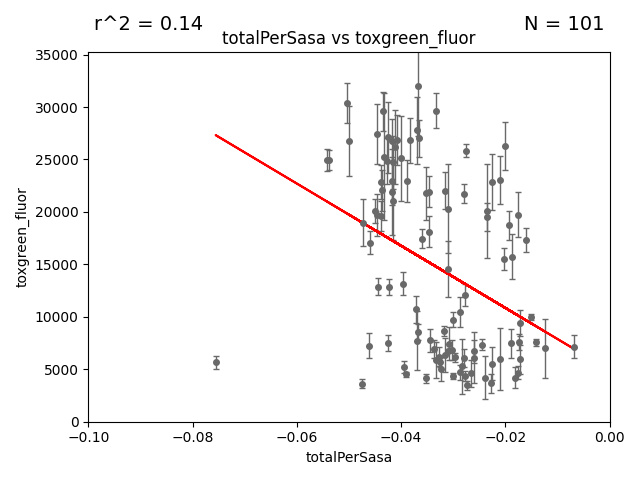 r^2 = 0.14
N = 101
totalPerSasa vs toxgreen_fluor
35000
30000
25000
20000
15000
10000
5000
0
toxgreen_fluor
−0.10
−0.08
−0.06
−0.04
−0.02
0.00
totalPerSasa